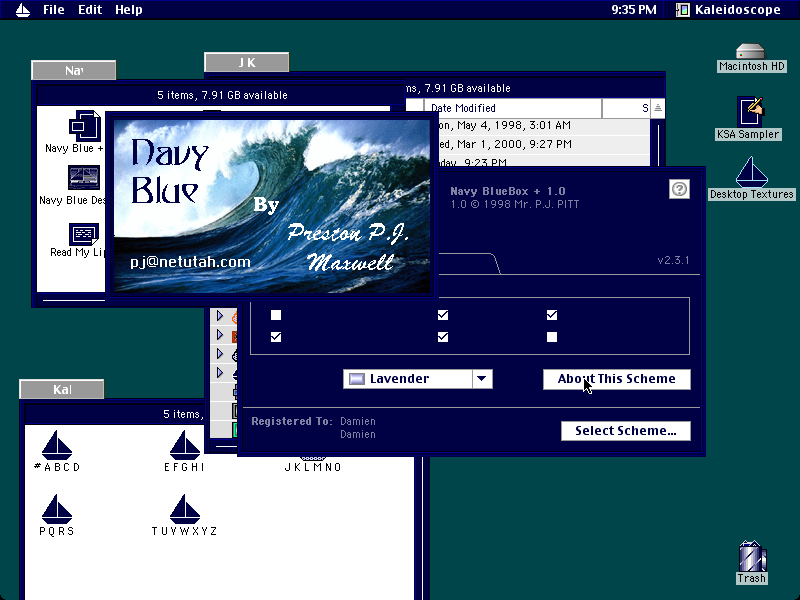 File Edit Help
9:35 PM
Kaleidoscope
Macintosh HD
KSA Sampler
Desktop Textures
Trash
Nav
5 items, 7.91 GB available
Navy Blue +
Navy Blue Des
Read My Lip
J K
ms, 7.91 GB available
Date Modified
S
on, May 4, 1998, 3:01 AM
ed, Mar 1, 2000, 9:27 PM
day, 9:23 PM
Navy
Blue
By
Preston P.J.
Maxwell
pj@netutah.com
Navy BlueBox + 1.0
1.0 © 1998 Mr. P.J. PITT
?
v2.3.1
Lavender
About This Scheme
Registered To: Damien
Damien
Select Scheme...
Kal
5 items,
#ABCD
EFGHI
JKLMNO
PQRS
TUVWXYZ